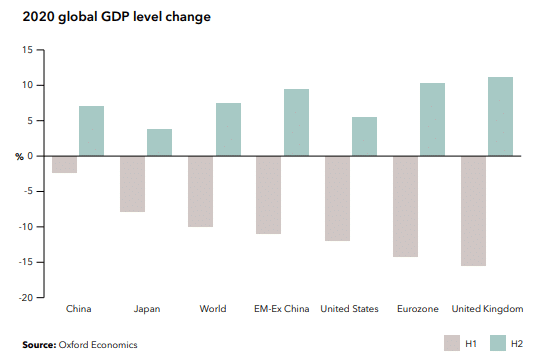 2020 global GDP level change
15
10
5
% 0
-5
-10
-15
-20
China Japan World EM-Ex China United States Eurozone United Kingdom
Source: Oxford Economics
H1 H2